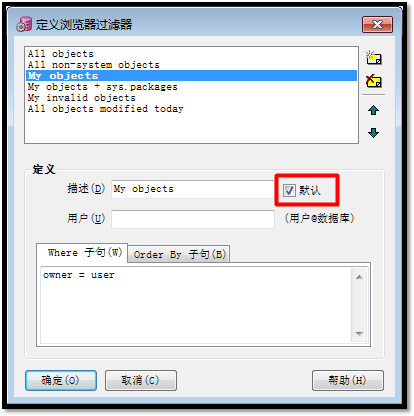 定义浏览器过滤器
All objects
All non-system objects
My objects
My objects + sys.packages
My invalid objects
All objects modified today
定义
描述(D) My objects 默认
用户(U) (用户@数据库)
Where 子句(W) Order By 子句(B)
owner = user
确定(O) 取消(C) 帮助(H)